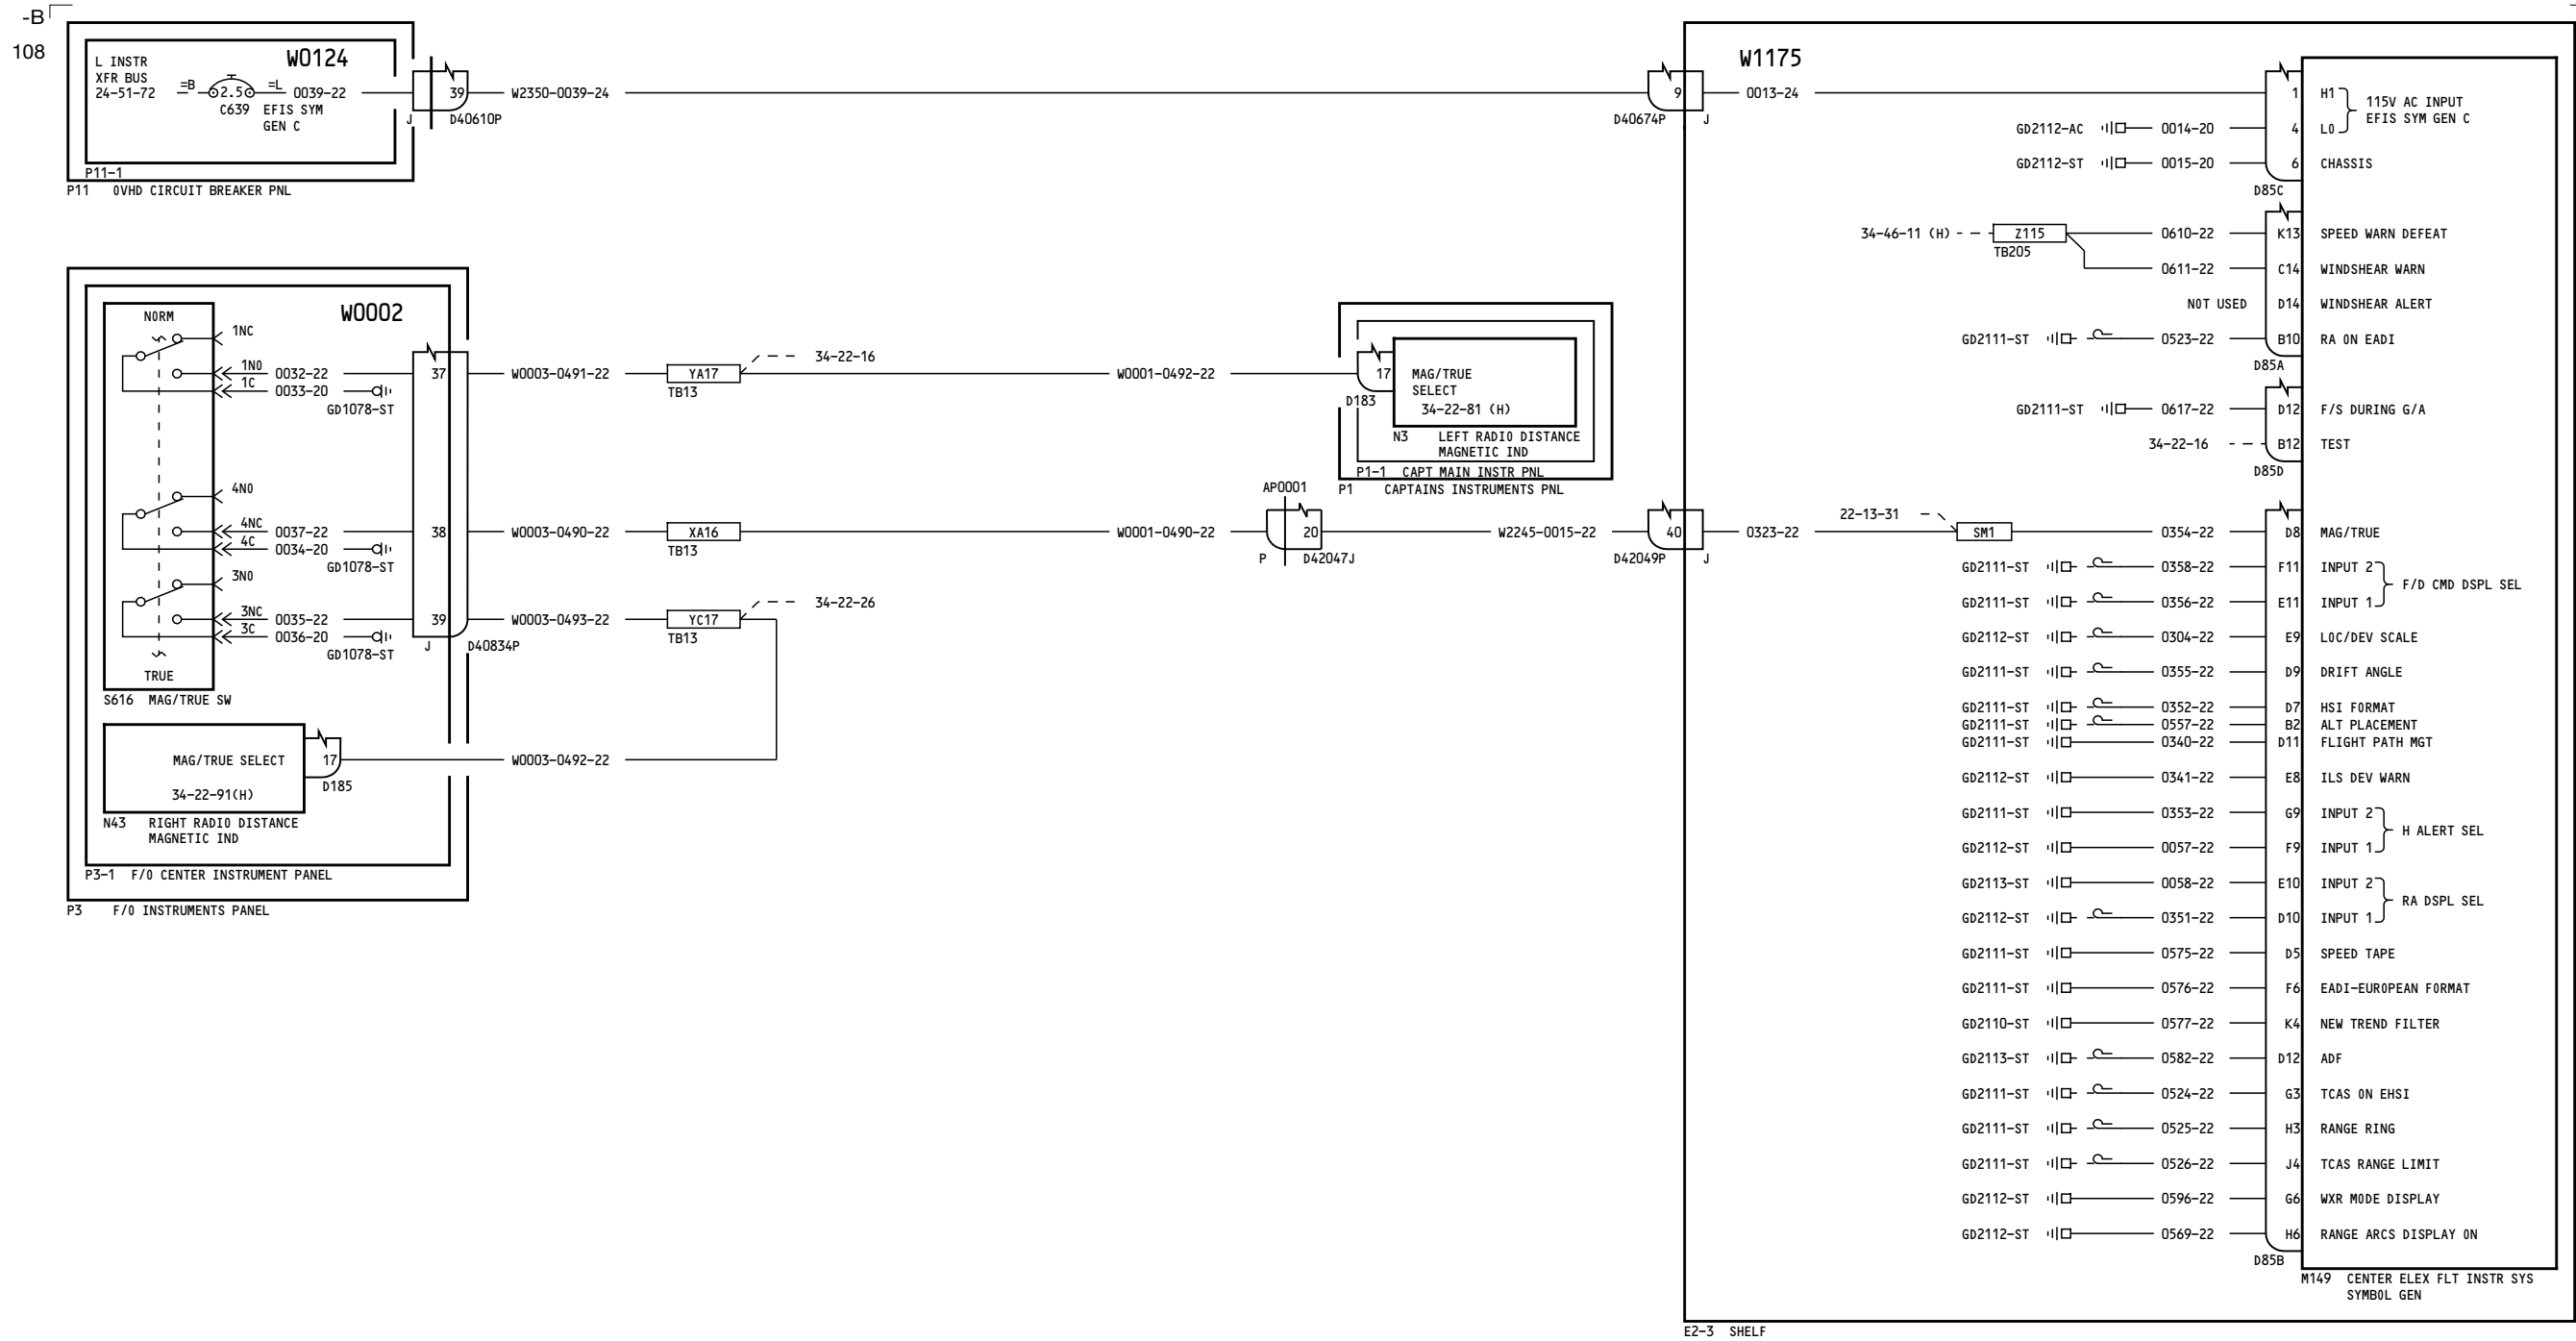 -B
108
L INSTR
XFR BUS
24-51-72
W0124
=B
2.5
=L
0039-22
C639
EFIS SYM
GEN C
J
39
D40610P
P11-1
P11 OVHD CIRCUIT BREAKER PNL
W2350-0039-24
9
D40674P
J
W1175
0013-24
1
H1
115V AC INPUT
EFIS SYM GEN C
GD2112-AC
0014-20
4
LO
GD2112-ST
0015-20
6
CHASSIS
D85C
34-46-11 (H)
Z115
TB205
0610-22
K13
SPEED WARN DEFEAT
0611-22
C14
WINDSHEAR WARN
NOT USED
D14
WINDSHEAR ALERT
GD2111-ST
0523-22
B10
RA ON EADI
D85A
GD2111-ST
0617-22
D12
F/S DURING G/A
34-22-16
B12
TEST
D85D
NORM
W0002
1NC
1NO
0032-22
37
1C
0033-20
GD1078-ST
4NO
4NC
0037-22
38
4C
0034-20
GD1078-ST
3NO
3NC
0035-22
39
3C
0036-20
GD1078-ST
J
D40834P
TRUE
S616 MAG/TRUE SW
MAG/TRUE SELECT
17
D185
34-22-91(H)
N43 RIGHT RADIO DISTANCE
MAGNETIC IND
P3-1 F/O CENTER INSTRUMENT PANEL
P3 F/O INSTRUMENTS PANEL
W0003-0491-22
YA17
TB13
34-22-16
W0001-0492-22
17
D183
MAG/TRUE
SELECT
34-22-81 (H)
N3 LEFT RADIO DISTANCE
MAGNETIC IND
P1-1 CAPT MAIN INSTR PNL
P1 CAPTAINS INSTRUMENTS PNL
W0003-0490-22
XA16
TB13
W0001-0490-22
AP0001
20
P
D42047J
W2245-0015-22
40
D42049P
J
0323-22
22-13-31
SM1
0354-22
D8
MAG/TRUE
W0003-0493-22
YC17
TB13
34-22-26
W0003-0492-22
GD2111-ST
0358-22
F11
INPUT 2
F/D CMD DSPL SEL
GD2111-ST
0356-22
E11
INPUT 1
GD2112-ST
0304-22
E9
LOC/DEV SCALE
GD2111-ST
0355-22
D9
DRIFT ANGLE
GD2111-ST
0352-22
D7
HSI FORMAT
GD2111-ST
0557-22
B2
ALT PLACEMENT
GD2111-ST
0340-22
D11
FLIGHT PATH MGT
GD2112-ST
0341-22
E8
ILS DEV WARN
GD2111-ST
0353-22
G9
INPUT 2
H ALERT SEL
GD2112-ST
0057-22
F9
INPUT 1
GD2113-ST
0058-22
E10
INPUT 2
RA DSPL SEL
GD2112-ST
0351-22
D10
INPUT 1
GD2111-ST
0575-22
D5
SPEED TAPE
GD2111-ST
0576-22
F6
EADI-EUROPEAN FORMAT
GD2110-ST
0577-22
K4
NEW TREND FILTER
GD2113-ST
0582-22
D12
ADF
GD2111-ST
0524-22
G3
TCAS ON EHSI
GD2111-ST
0525-22
H3
RANGE RING
GD2111-ST
0526-22
J4
TCAS RANGE LIMIT
GD2112-ST
0596-22
G6
WXR MODE DISPLAY
GD2112-ST
0569-22
H6
RANGE ARCS DISPLAY ON
D85B
M149 CENTER ELEX FLT INSTR SYS
SYMBOL GEN
E2-3 SHELF